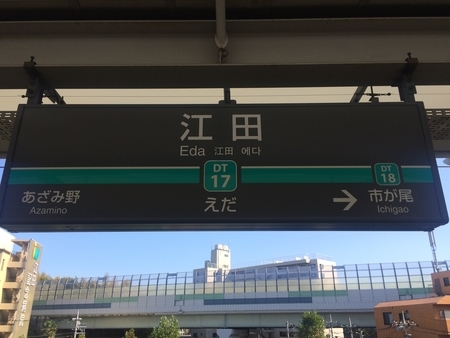 江田
Eda 江田 에다
DT
17
DT
18
あざみ野
Azamino
えだ
→ 市が尾
Ichigao